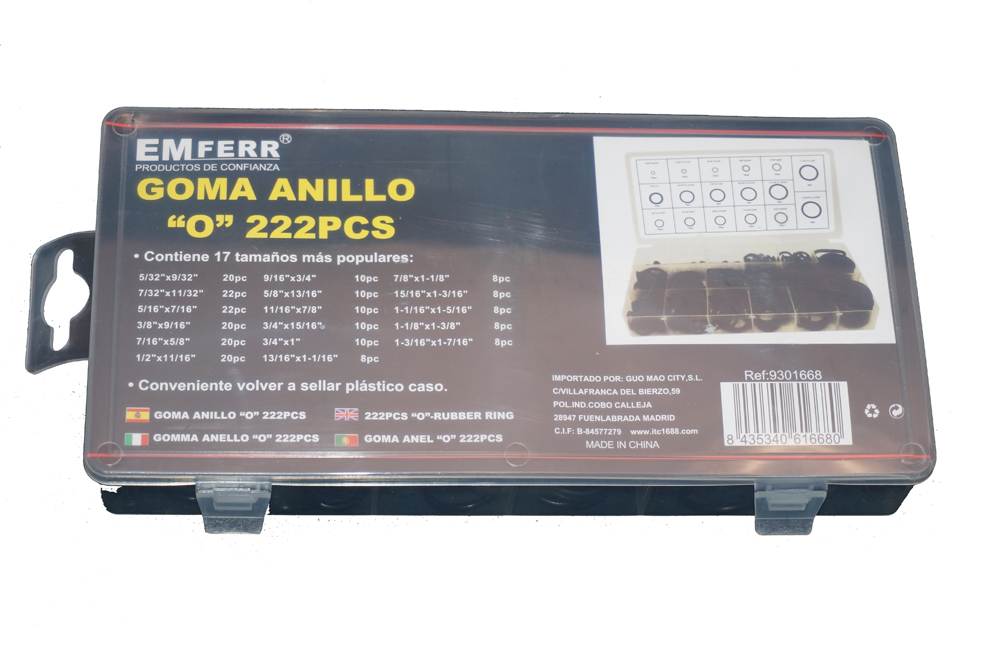 EMFERR®
PRODUCTOS DE CONFIANZA
GOMA ANILLO
“O” 222PCS
• Contiene 17 tamaños más populares:
5/32"x9/32" 20pc 9/16"x3/4" 10pc 7/8"x1-1/8" 8pc
7/32"x11/32" 22pc 5/8"x13/16" 10pc 15/16"x1-3/16" 8pc
5/16"x7/16" 22pc 11/16"x7/8" 10pc 1-1/16"x1-5/16" 8pc
3/8"x9/16" 20pc 3/4"x15/16" 10pc 1-1/8"x1-3/8" 8pc
7/16"x5/8" 20pc 3/4"x1" 10pc 1-3/16"x1-7/16" 8pc
1/2"x11/16" 20pc 13/16"x1-1/16" 8pc
• Conveniente volver a sellar plástico caso.
GOMA ANILLO “O” 222PCS
222PCS “O”-RUBBER RING
GOMMA ANELLO “O” 222PCS
GOMA ANEL “O” 222PCS
IMPORTADO POR: GUO MAO CITY,S.L.
C/VILLAFRANCA DEL BIERZO,59
POL.IND.COBO CALLEJA
28947 FUENLABRADA MADRID
C.I.F: B-84577279 www.itc1688.com
MADE IN CHINA
Ref:9301668
8 435340 616680